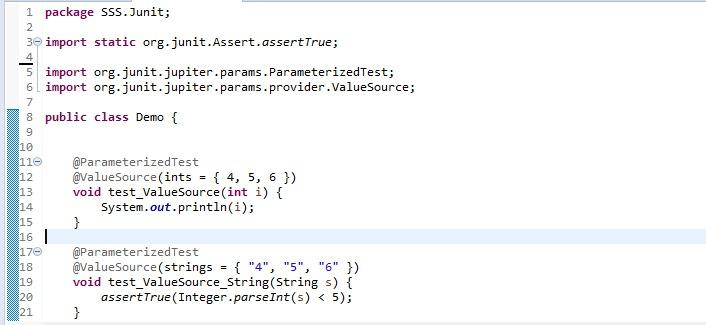 1 package SSS.Junit;
2
3 import static org.junit.Assert.assertTrue;
4
5 import org.junit.jupiter.params.ParameterizedTest;
6 import org.junit.jupiter.params.provider.ValueSource;
7
8 public class Demo {
9
10
11 @ParameterizedTest
12 @ValueSource(ints = { 4, 5, 6 })
13 void test_ValueSource(int i) {
14 System.out.println(i);
15 }
16
17 @ParameterizedTest
18 @ValueSource(strings = { "4", "5", "6" })
19 void test_ValueSource_String(String s) {
20 assertTrue(Integer.parseInt(s) < 5);
21 }